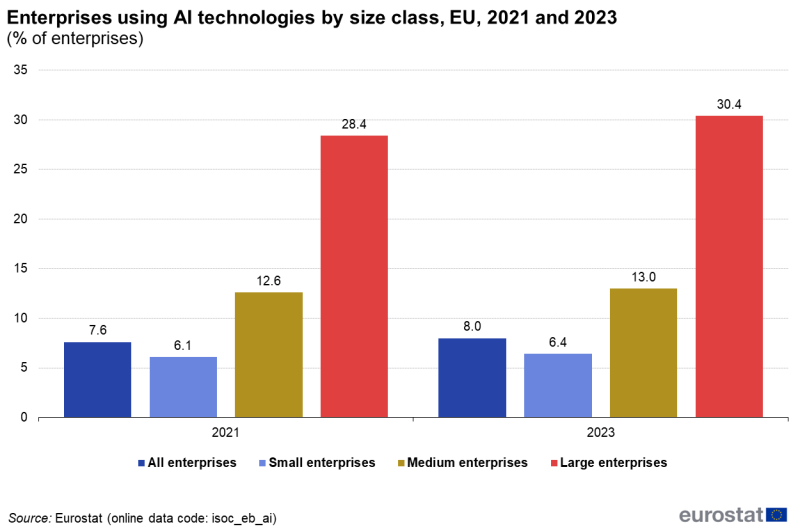 Enterprises using AI technologies by size class, EU, 2021 and 2023
(% of enterprises)
35
30
25
20
15
10
5
0
7.6
6.1
12.6
28.4
8.0
6.4
13.0
30.4
2021
2023
All enterprises
Small enterprises
Medium enterprises
Large enterprises
Source: Eurostat (online data code: isoc_eb_ai)
eurostat